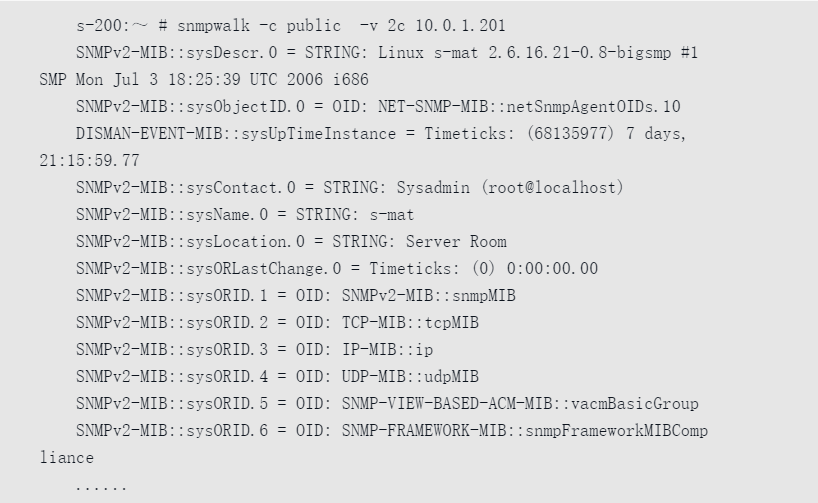 s-200:~ # snmpwalk -c public  -v 2c 10.0.1.201
SNMPv2-MIB::sysDescr.0 = STRING: Linux s-mat 2.6.16.21-0.8-bigsmp #1
SMP Mon Jul 3 18:25:39 UTC 2006 i686
SNMPv2-MIB::sysObjectID.0 = OID: NET-SNMP-MIB::netSnmpAgentOIDs.10
DISMAN-EVENT-MIB::sysUpTimeInstance = Timeticks: (68135977) 7 days,
21:15:59.77
SNMPv2-MIB::sysContact.0 = STRING: Sysadmin (root@localhost)
SNMPv2-MIB::sysName.0 = STRING: s-mat
SNMPv2-MIB::sysLocation.0 = STRING: Server Room
SNMPv2-MIB::sysORLastChange.0 = Timeticks: (0) 0:00:00.00
SNMPv2-MIB::sysORID.1 = OID: SNMPv2-MIB::snmpMIB
SNMPv2-MIB::sysORID.2 = OID: TCP-MIB::tcpMIB
SNMPv2-MIB::sysORID.3 = OID: IP-MIB::ip
SNMPv2-MIB::sysORID.4 = OID: UDP-MIB::udpMIB
SNMPv2-MIB::sysORID.5 = OID: SNMP-VIEW-BASED-ACM-MIB::vacmBasicGroup
SNMPv2-MIB::sysORID.6 = OID: SNMP-FRAMEWORK-MIB::snmpFrameworkMIBComp
liance
......